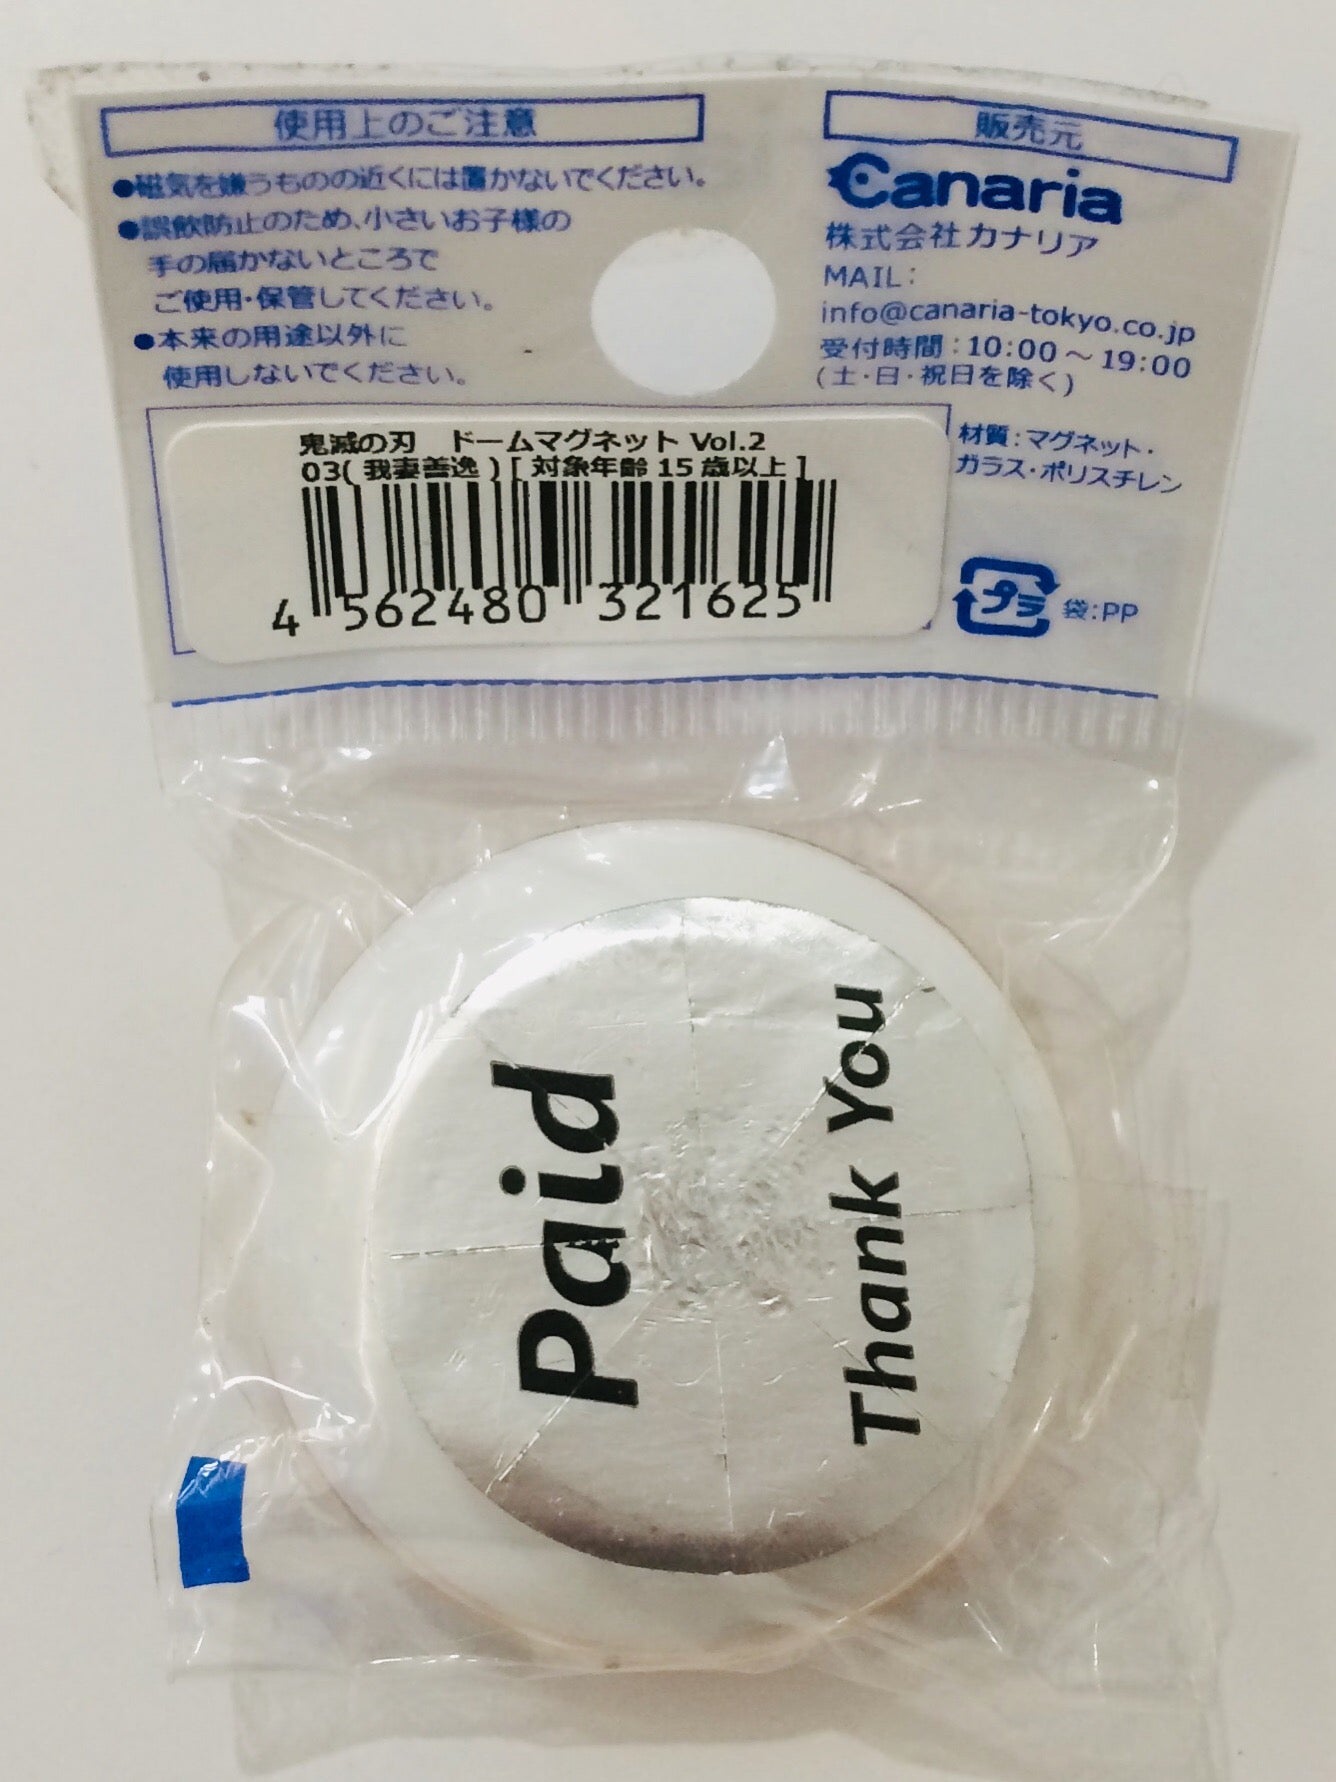 使用上のご注意
●磁気を嫌うものの近くには置かないでください。
●誤飲防止のため、小さいお子様の
手の届かないところで
ご使用・保管してください。
●本来の用途以外に
使用しないでください。
販売元
Canaria
株式会社カナリア
MAIL:
info@canaria-tokyo.co.jp
受付時間:10:00～19:00
(土・日・祝日を除く)
材質:マグネット・
ガラス・ポリスチレン
プラ 袋:PP
鬼滅の刃 ドームマグネット Vol.2
03( 我妻善逸 ) [ 対象年齢 15 歳以上 ]
4 562480 321625
Paid
Thank You